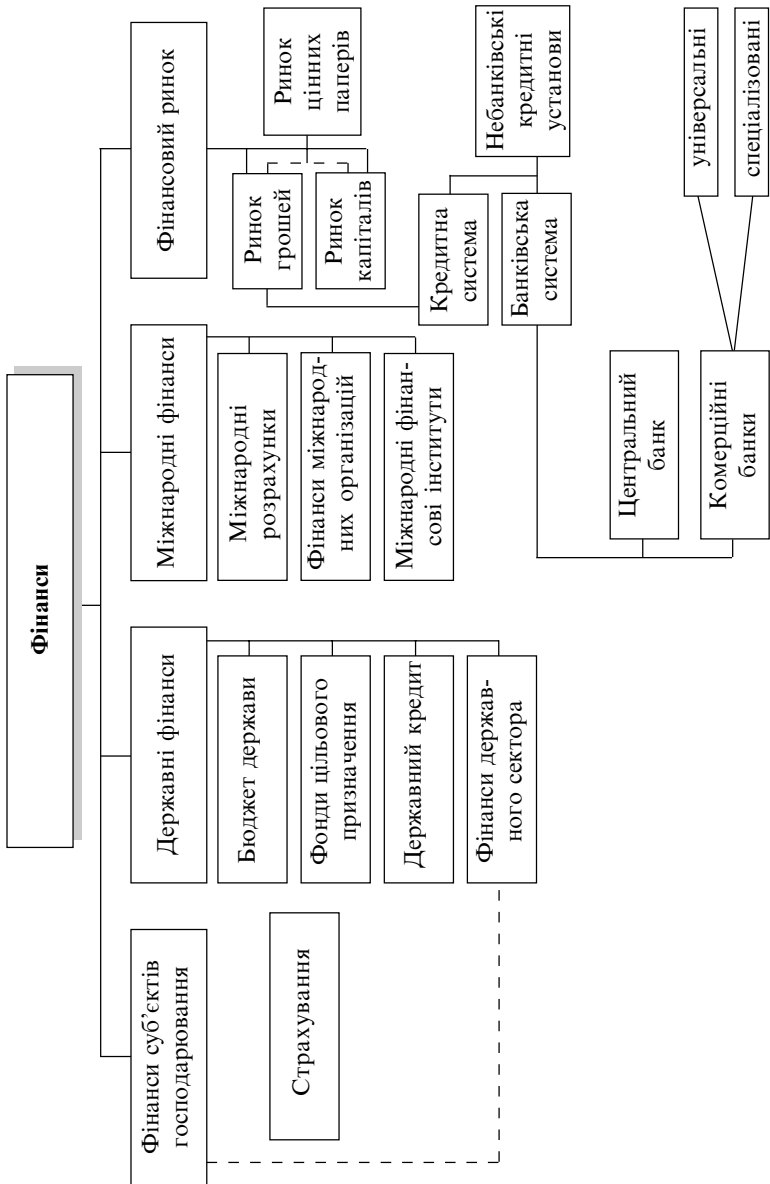 Фінанси
Фінанси суб’єктів
господарювання
Страхування
Державні фінанси
Бюджет держави
Фонди цільового
призначення
Державний кредит
Фінанси держав-
ного сектора
Міжнародні фінанси
Міжнародні
розрахунки
Фінанси міжнарод-
них організацій
Міжнародні фінан-
сові інститути
Фінансовий ринок
Ринок
грошей
Ринок
капіталів
Ринок
цінних
паперів
Кредитна
система
Банківська
система
Небанківські
кредитні
установи
Центральний
банк
Комерційні
банки
універсальні
спеціалізовані